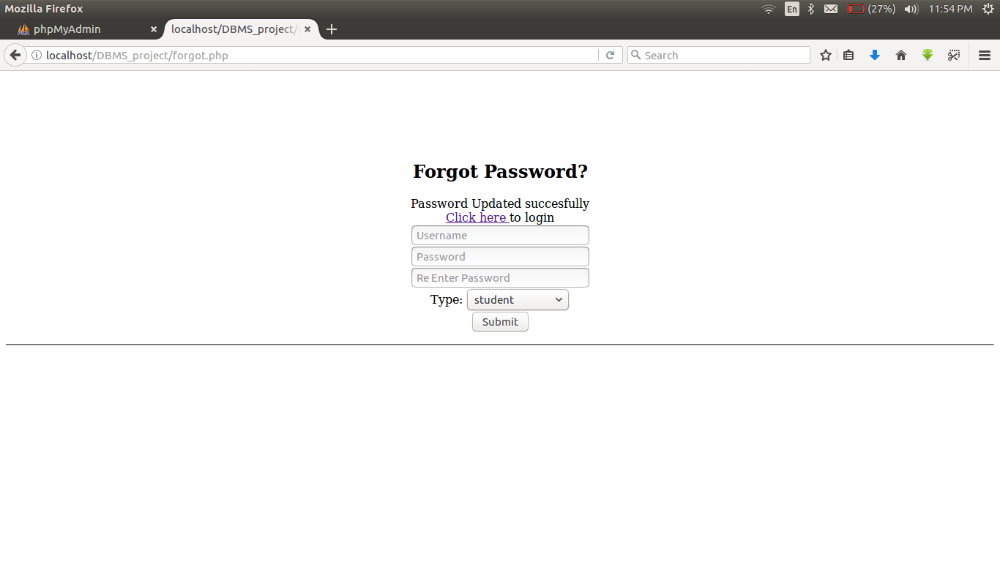 Mozilla Firefox
En
(27%)
11:54 PM
phpMyAdmin
localhost/DBMS_project/
localhost/DBMS_project/forgot.php
Search
Forgot Password?
Password Updated succesfully
Click here to login
Username
Password
Re Enter Password
Type: student
Submit